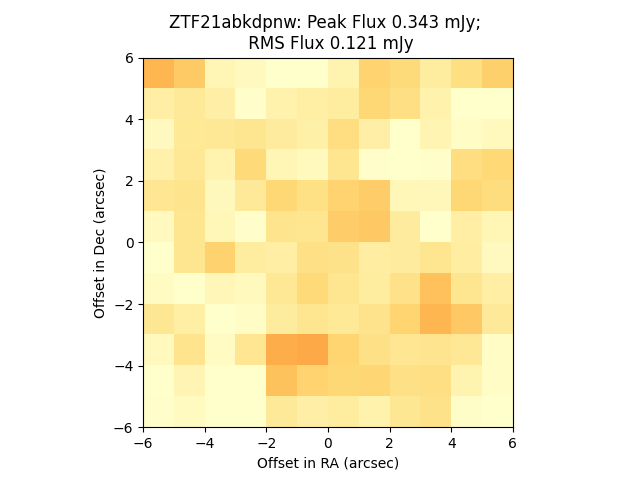 ZTF21abkdpnw: Peak Flux 0.343 mJy;
RMS Flux 0.121 mJy
6
4
2
0
−2
−4
−6
Offset in Dec (arcsec)
−6 −4 −2 0 2 4 6
Offset in RA (arcsec)